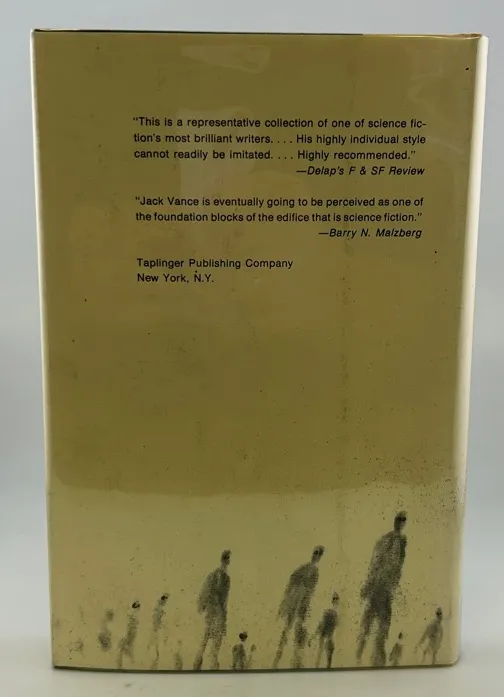 "This is a representative collection of one of science fic-
tion's most brilliant writers. . . . His highly individual style
cannot readily be imitated. . . . Highly recommended."
—Delap's F & SF Review
"Jack Vance is eventually going to be perceived as one of
the foundation blocks of the edifice that is science fiction."
—Barry N. Malzberg
Taplinger Publishing Company
New York, N.Y.